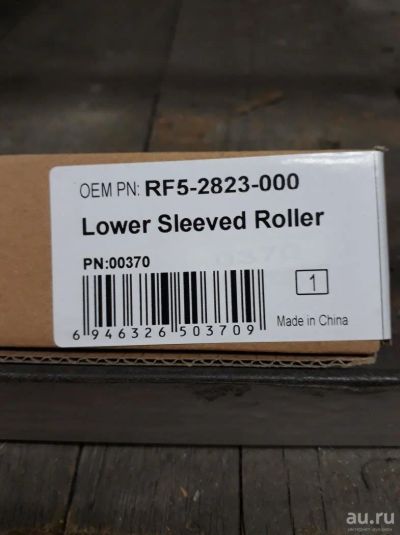 OEM PN: RF5-2823-000
Lower Sleeved Roller
PN:00370
1
6 946326 503709
Made in China
au.ru